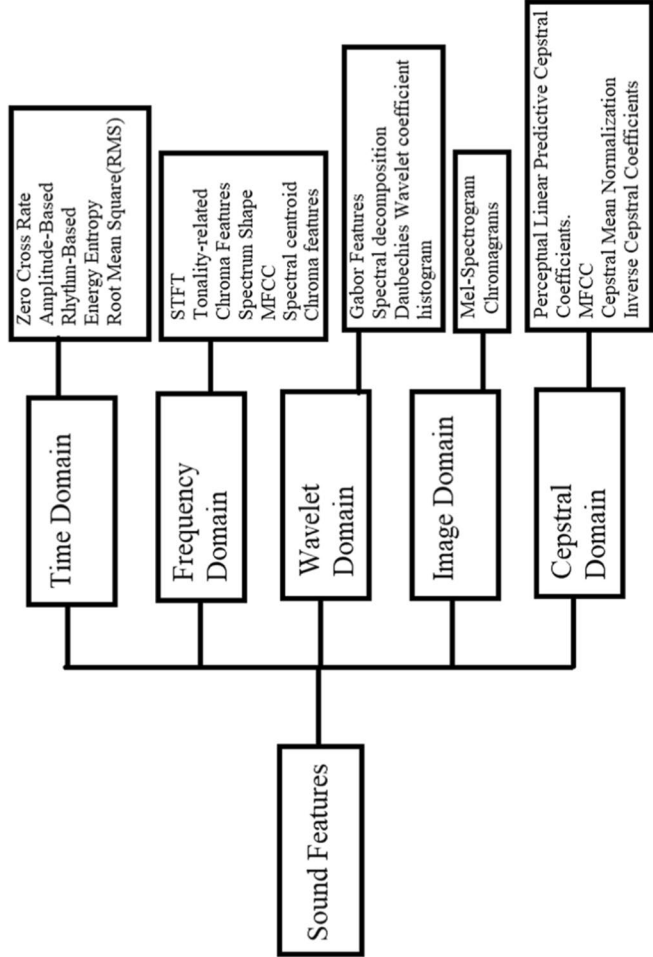 Sound Features
Time Domain
Zero Cross Rate
Amplitude-Based
Rhythm-Based
Energy Entropy
Root Mean Square(RMS)
Frequency
Domain
STFT
Tonality-related
Chroma Features
Spectrum Shape
MFCC
Spectral centroid
Chroma features
Wavelet
Domain
Gabor Features
Spectral decomposition
Daubechies Wavelet coefficient
histogram
Image Domain
Mel-Spectrogram
Chromagrams
Cepstral
Domain
Perceptual Linear Predictive Cepstral
Coefficients.
MFCC
Cepstral Mean Normalization
Inverse Cepstral Coefficients